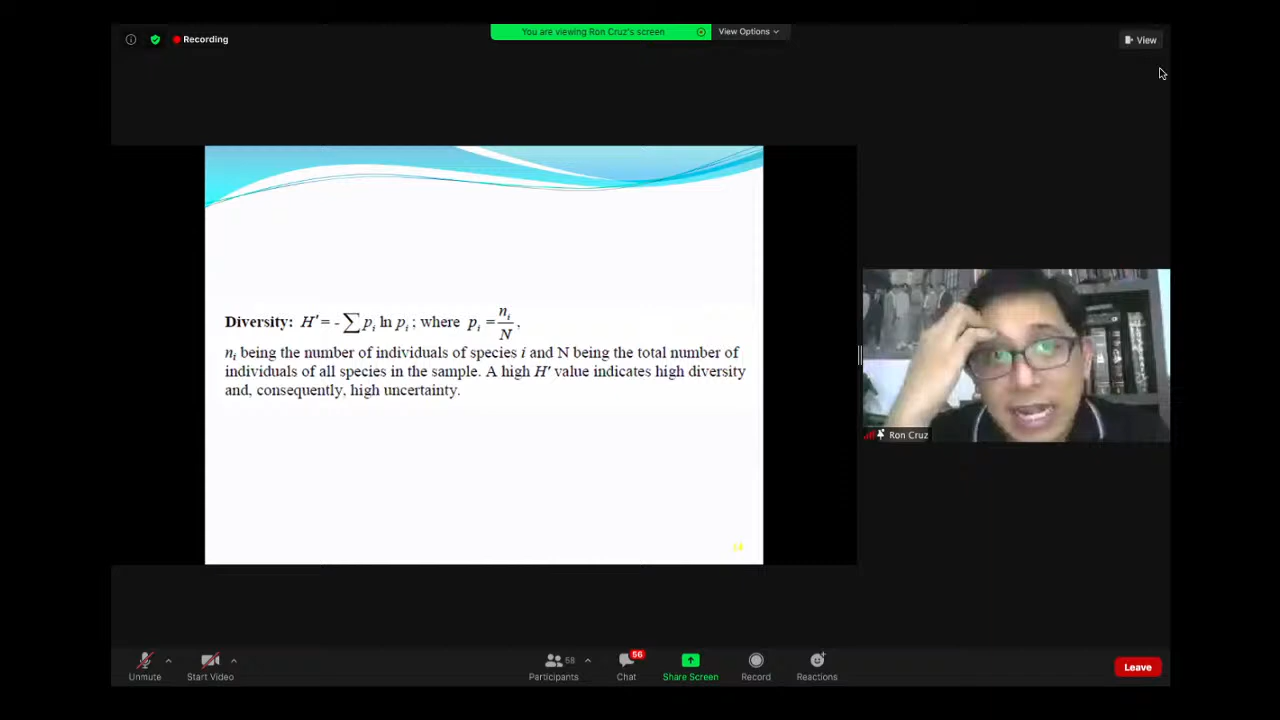 Recording
You are viewing Ron Cruz's screen
View Options
View
Diversity: H' = - ∑ pᵢ ln pᵢ ; where pᵢ = nᵢ/N ,
nᵢ being the number of individuals of species i and N being the total number of
individuals of all species in the sample. A high H' value indicates high diversity
and, consequently, high uncertainty.
Ron Cruz
Unmute
Start Video
58
Participants
56
Chat
Share Screen
Record
Reactions
Leave